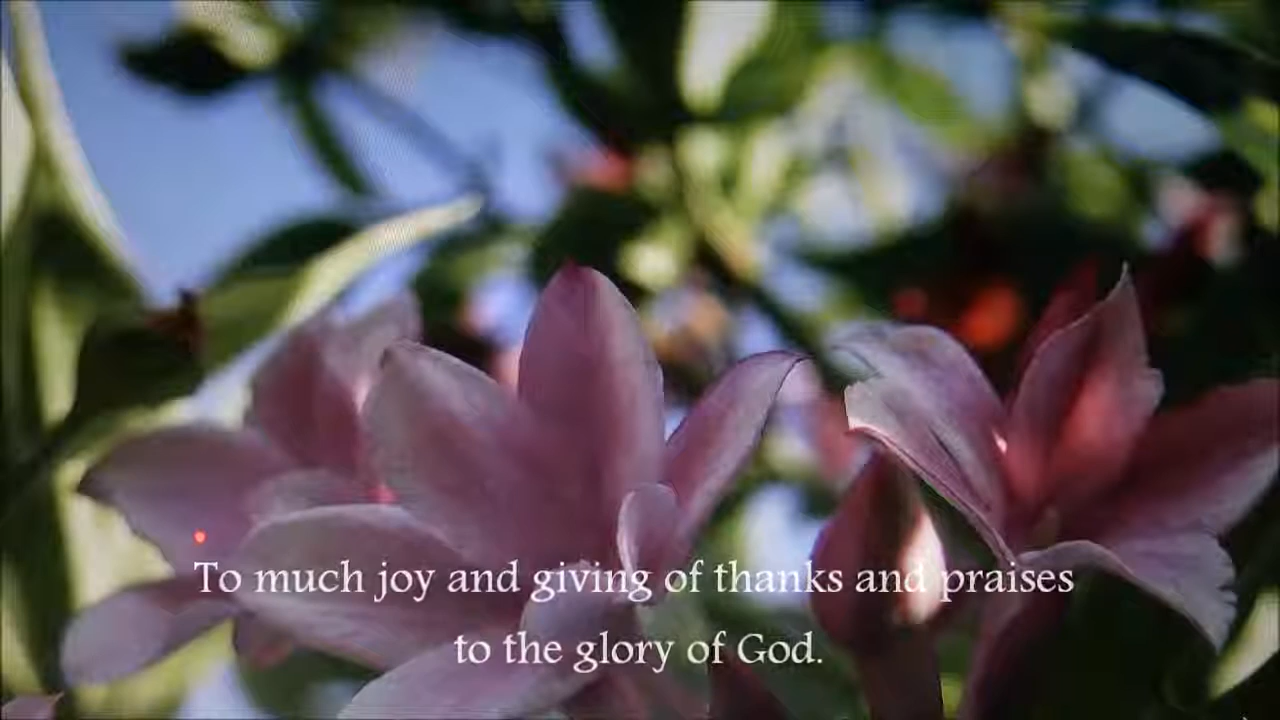 To much joy and giving of thanks and praises
to the glory of God.